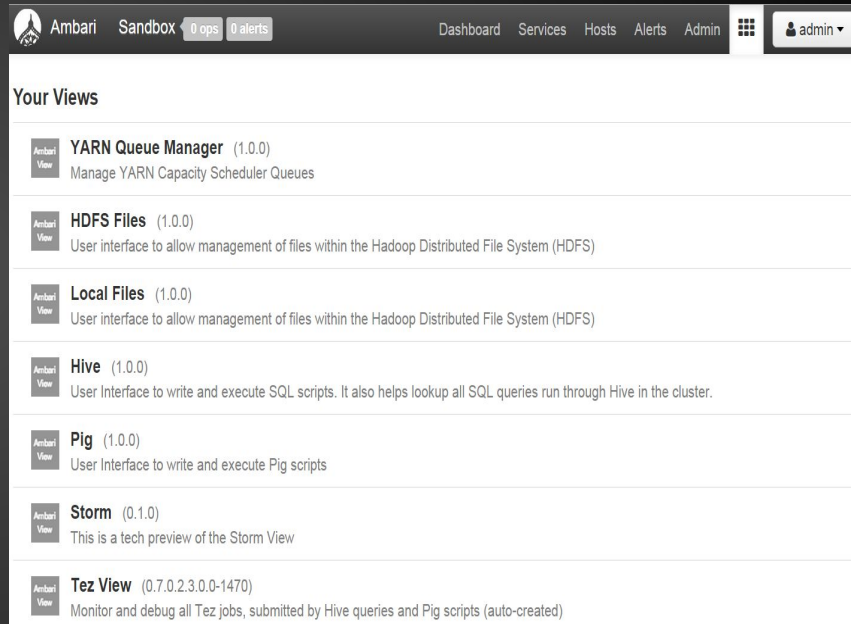 Ambari Sandbox 0 ops 0 alerts Dashboard Services Hosts Alerts Admin admin
Your Views
Ambari
View
YARN Queue Manager (1.0.0)
Manage YARN Capacity Scheduler Queues
Ambari
View
HDFS Files (1.0.0)
User interface to allow management of files within the Hadoop Distributed File System (HDFS)
Ambari
View
Local Files (1.0.0)
User interface to allow management of files within the Hadoop Distributed File System (HDFS)
Ambari
View
Hive (1.0.0)
User Interface to write and execute SQL scripts. It also helps lookup all SQL queries run through Hive in the cluster.
Ambari
View
Pig (1.0.0)
User Interface to write and execute Pig scripts
Ambari
View
Storm (0.1.0)
This is a tech preview of the Storm View
Ambari
View
Tez View (0.7.0.2.3.0.0-1470)
Monitor and debug all Tez jobs, submitted by Hive queries and Pig scripts (auto-created)